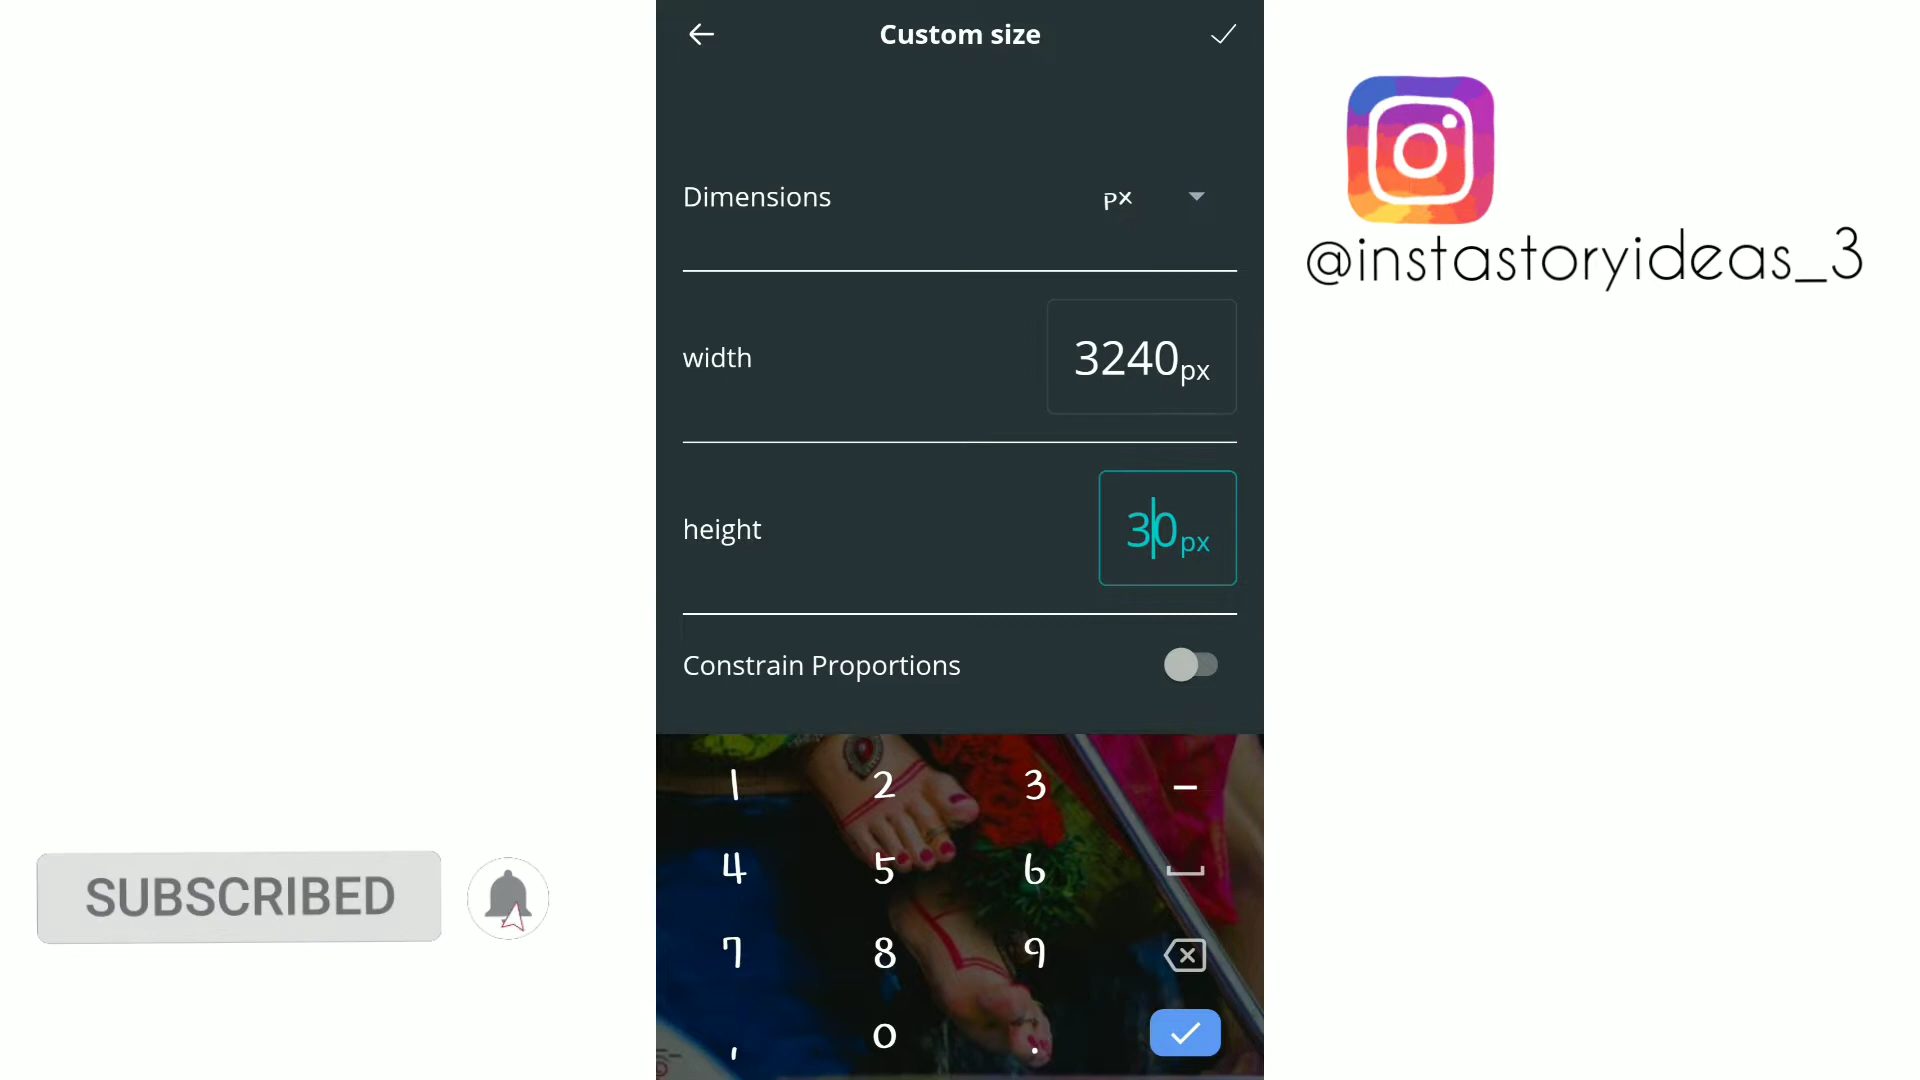 Custom size
Dimensions px
width 3240px
height 30px
Constrain Proportions
1 2 3 -
4 5 6
7 8 9
, 0 .
@instastoryideas_3
SUBSCRIBED